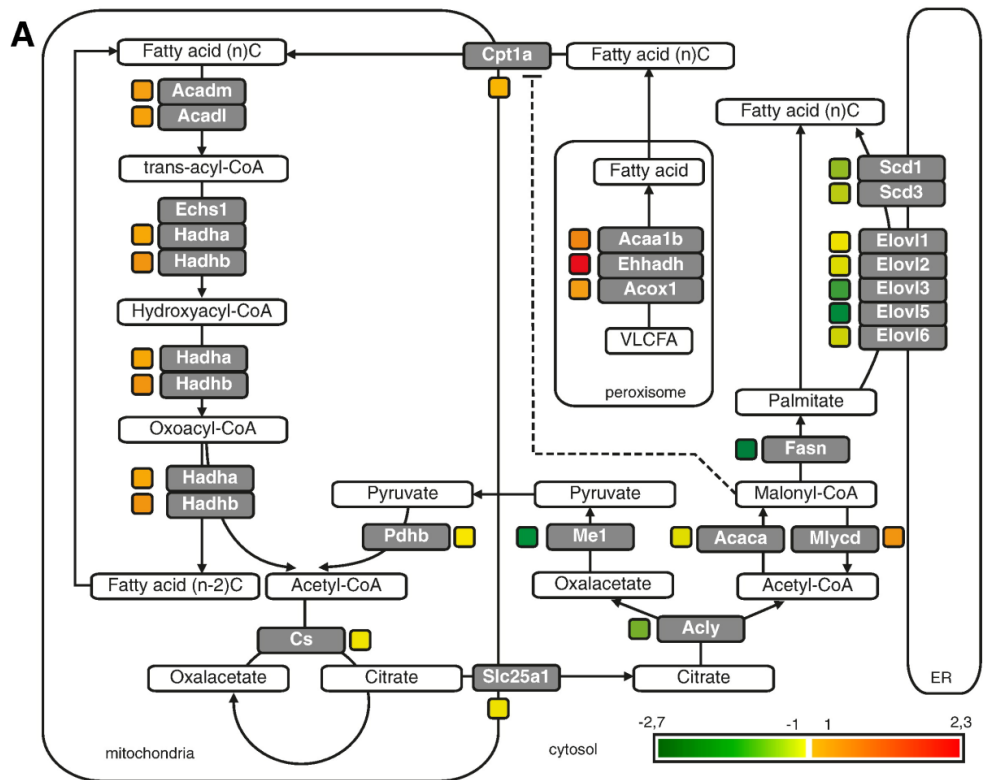 A
Fatty acid (n)C
Cpt1a
Fatty acid (n)C
Acadm
Acadl
Fatty acid (n)C
trans-acyl-CoA
Fatty acid
Scd1
Scd3
Echs1
Hadha
Hadhb
Acaa1b
Ehhadh
Acox1
Elovl1
Elovl2
Elovl3
Elovl5
Elovl6
Hydroxyacyl-CoA
VLCFA
Hadha
Hadhb
peroxisome
Palmitate
Oxoacyl-CoA
Fasn
Hadha
Hadhb
Pyruvate
Pyruvate
Malonyl-CoA
Pdhb
Me1
Acaca
Mlycd
Fatty acid (n-2)C
Acetyl-CoA
Oxalacetate
Acetyl-CoA
Cs
Acly
Oxalacetate
Citrate
Slc25a1
Citrate
ER
-2,7
-1
1
2,3
mitochondria
cytosol